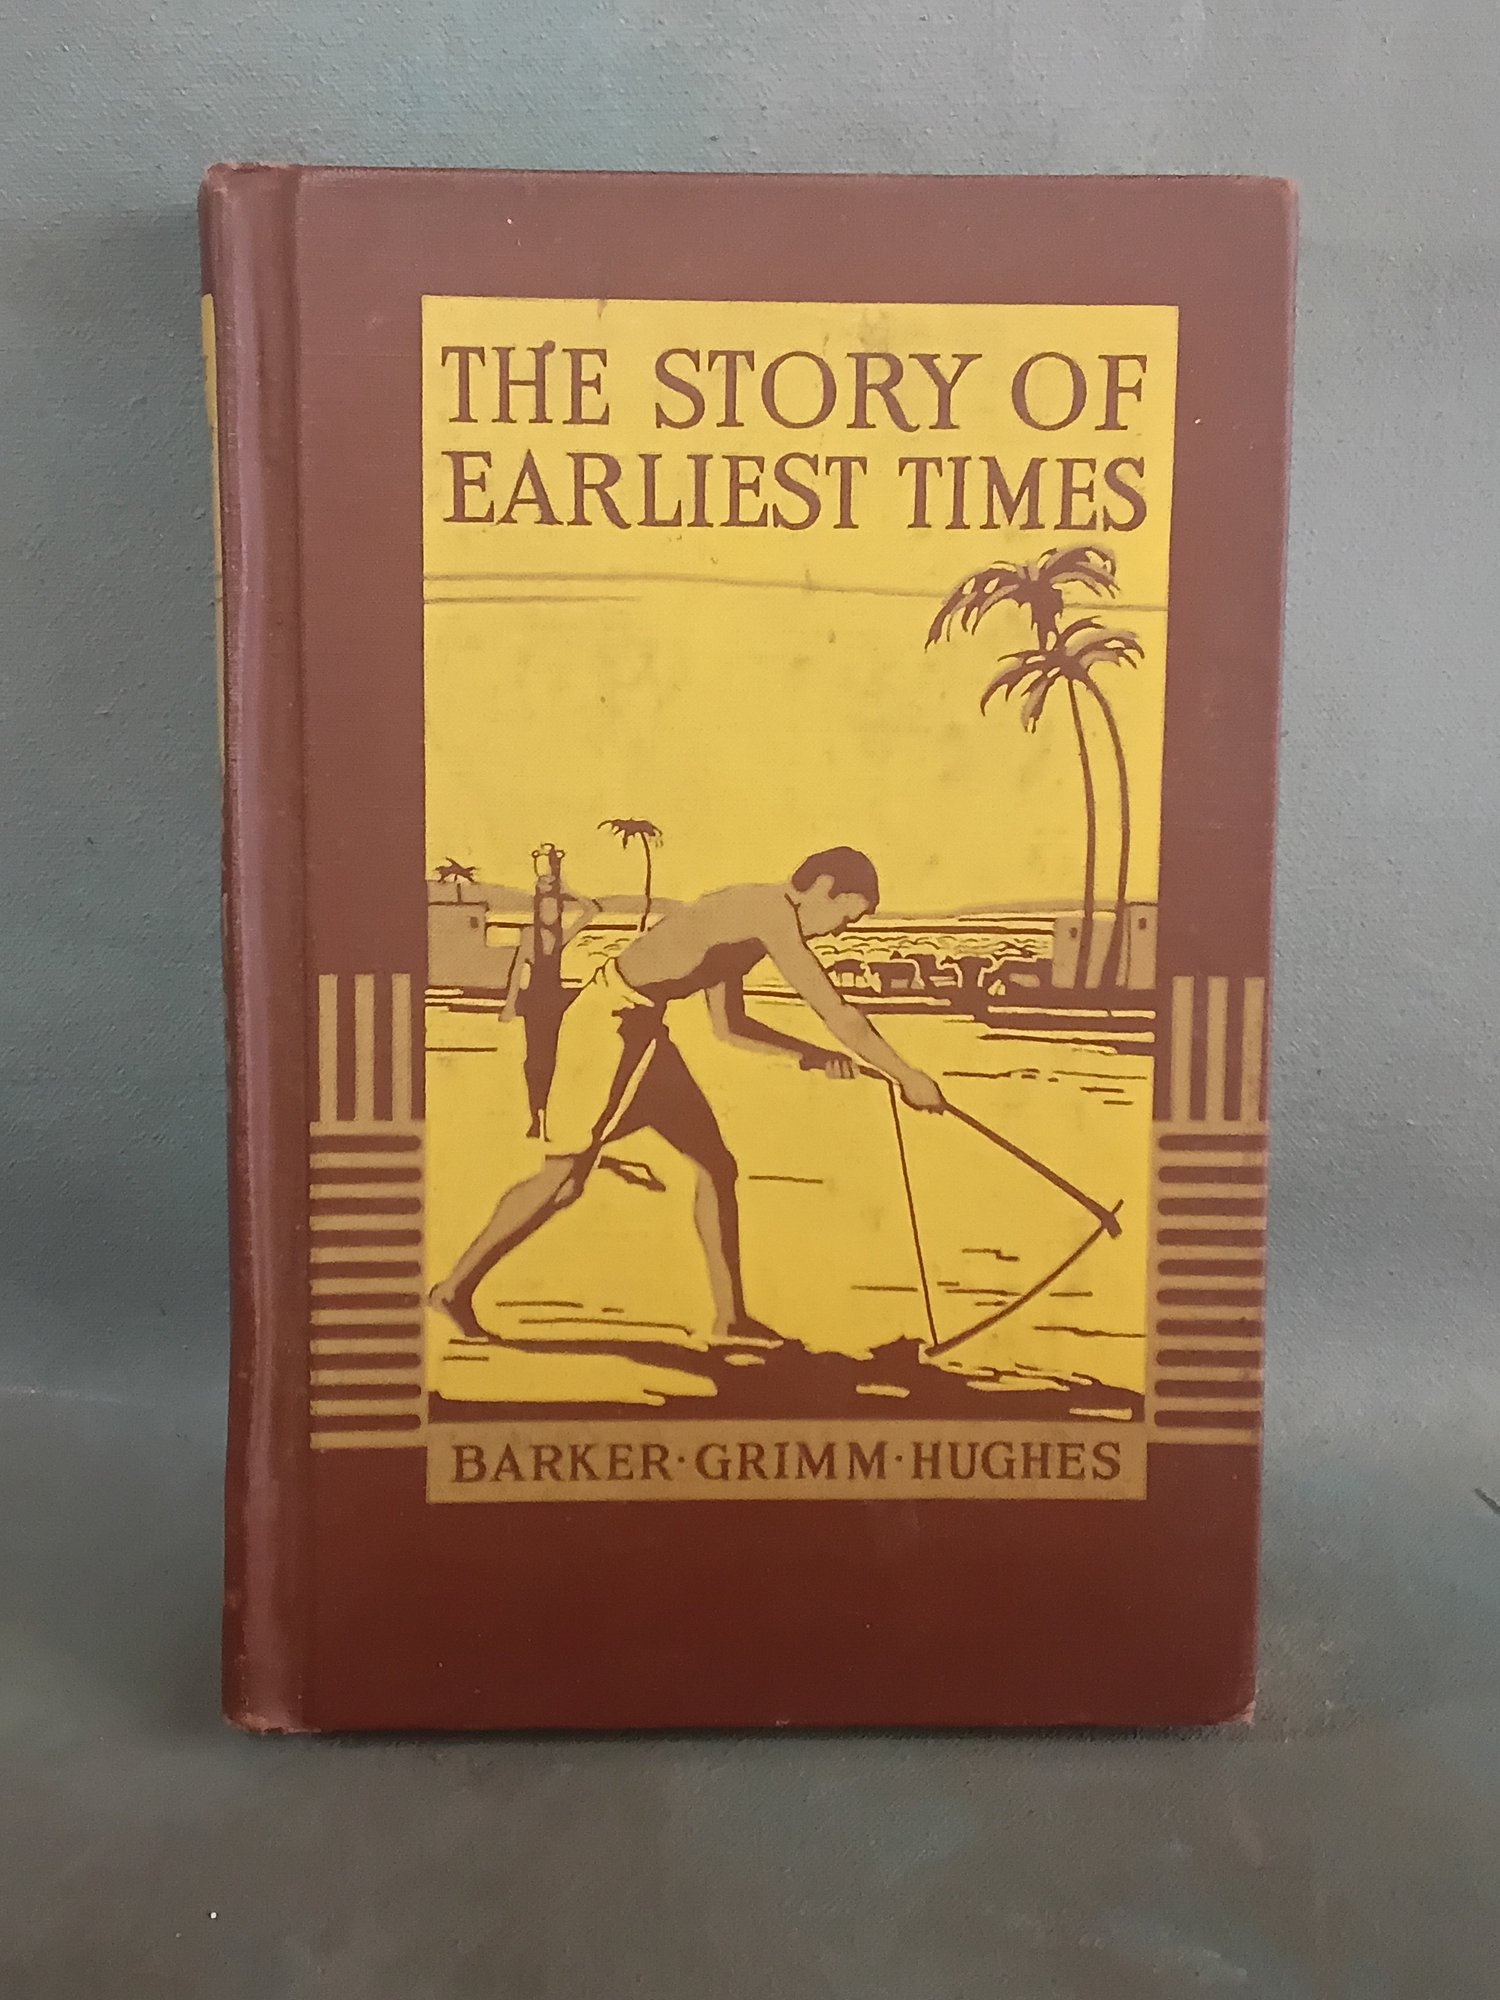 THE STORY OF
EARLIEST TIMES
BARKER·GRIMM·HUGHES